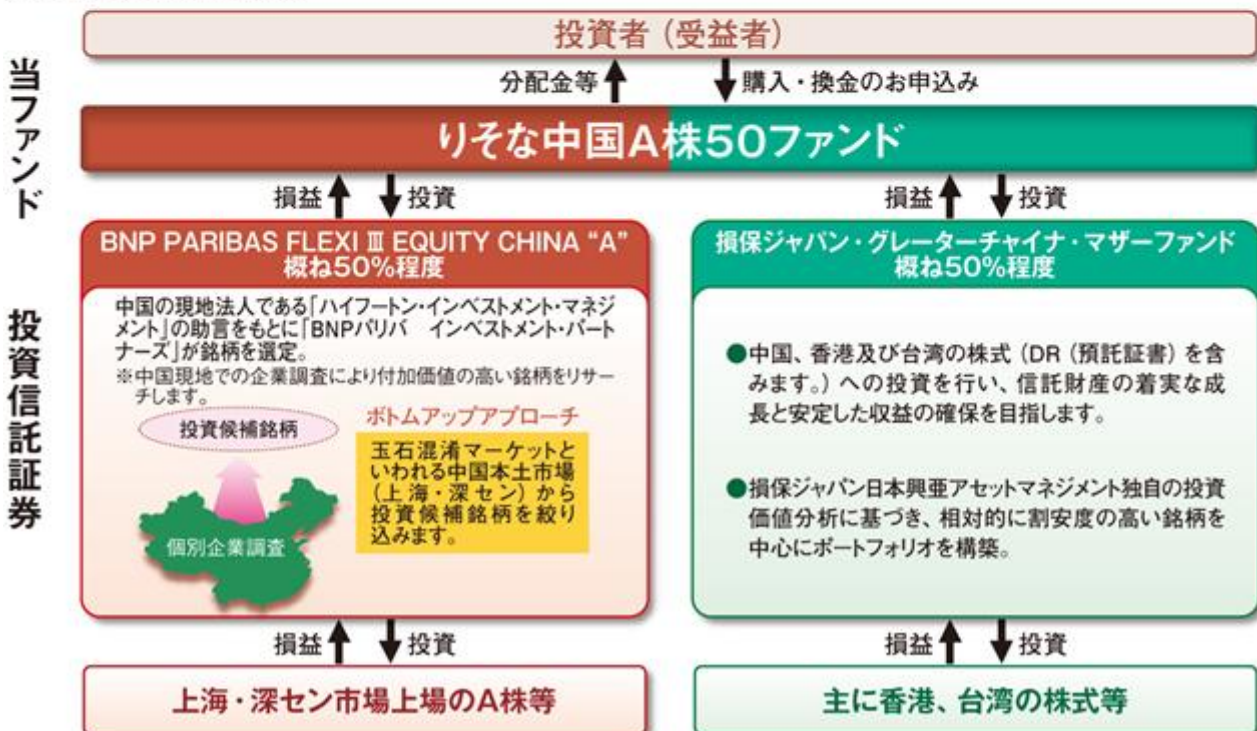 投資者（受益者）
分配金等
購入・換金のお申込み
当ファンド
りそな中国A株50ファンド
損益
投資
損益
投資
投資信託証券
BNP PARIBAS FLEXI Ⅲ EQUITY CHINA “A”
概ね50%程度
中国の現地法人である「ハイフートン・インベストメント・マネジ
メント」の助言をもとに「BNPパリバ　インベストメント・パート
ナーズ」が銘柄を選定。
※中国現地での企業調査により付加価値の高い銘柄をリサー
チします。
投資候補銘柄
個別企業調査
ボトムアップアプローチ
玉石混淆マーケットと
いわれる中国本土市場
（上海・深セン）から
投資候補銘柄を絞り
込みます。
損保ジャパン・グレーターチャイナ・マザーファンド
概ね50%程度
●中国、香港及び台湾の株式（DR（預託証書）を含
みます。）への投資を行い、信託財産の着実な成
長と安定した収益の確保を目指します。
●損保ジャパン日本興亜アセットマネジメント独自の投資
価値分析に基づき、相対的に割安度の高い銘柄を
中心にポートフォリオを構築。
損益
投資
損益
投資
上海・深セン市場上場のA株等
主に香港、台湾の株式等